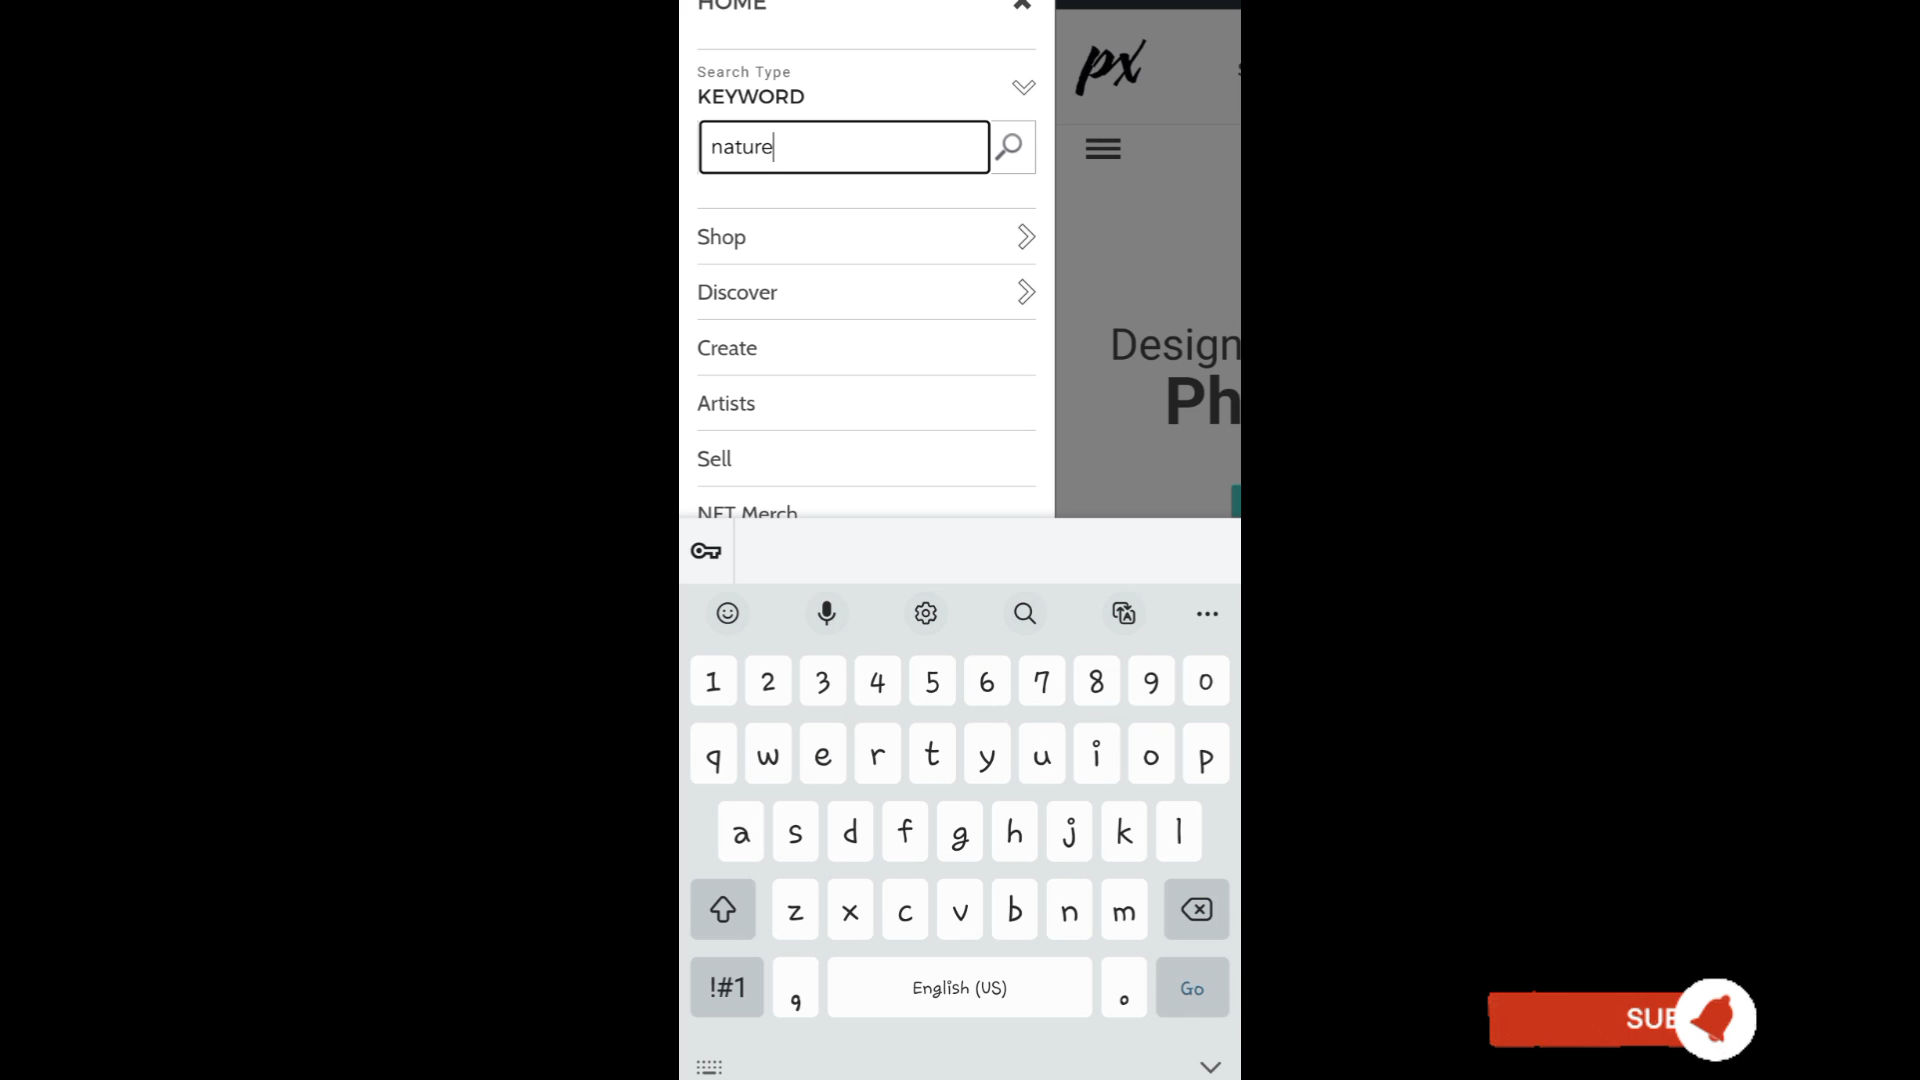 HOME
Search Type
KEYWORD
nature
px
Shop
Discover
Create
Artists
Sell
NFT Merch
Design
Ph
1 2 3 4 5 6 7 8 9 0
q w e r t y u i o p
a s d f g h j k l
z x c v b n m
!#1 , English (US) . Go
SUB